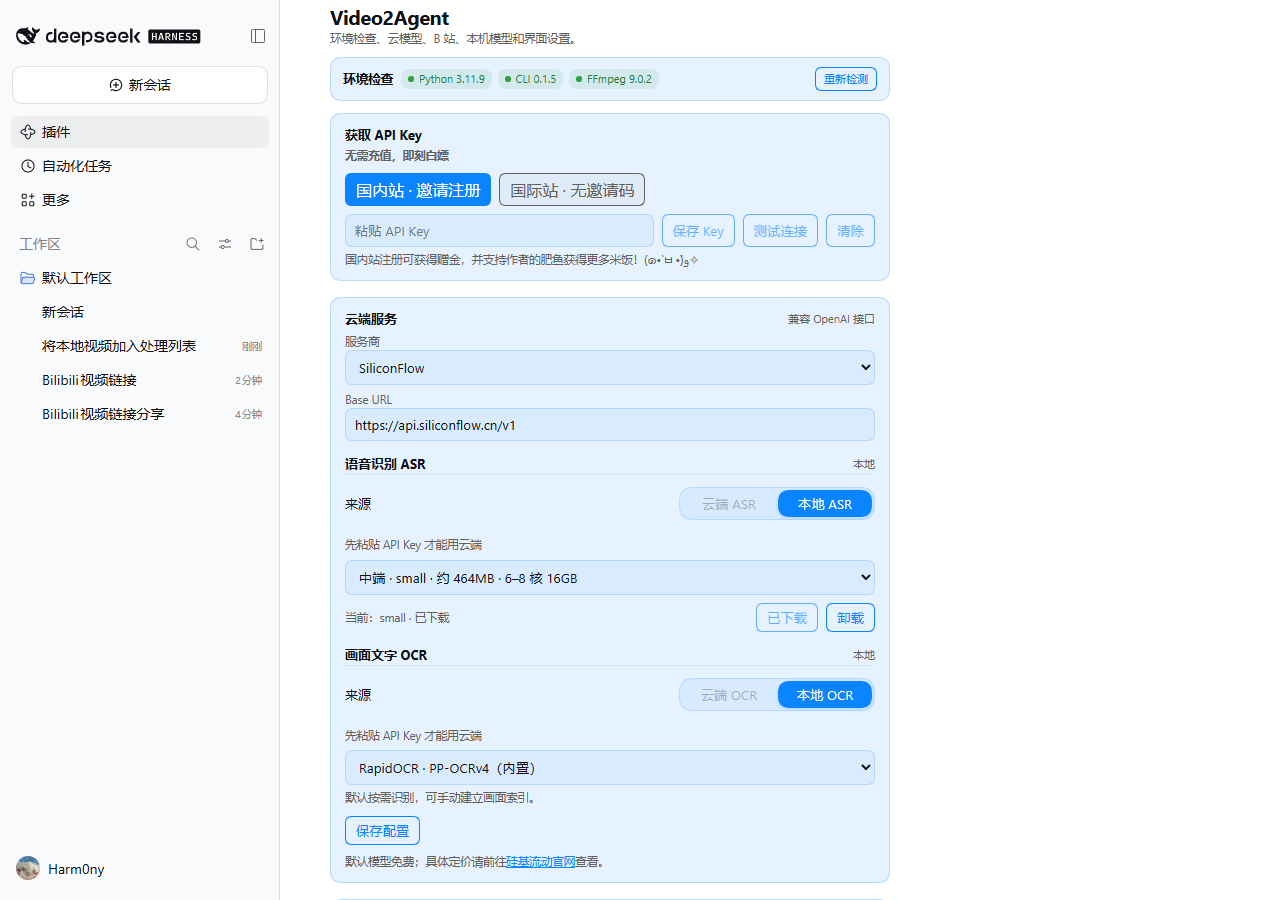 deepseek HARNESS
新会话
插件
自动化任务
更多
工作区
默认工作区
新会话
将本地视频加入处理列表 刚刚
Bilibili视频链接 2分钟
Bilibili视频链接分享 4分钟
Harm0ny
Video2Agent
环境检查、云模型、B 站、本机模型和界面设置。
环境检查 Python 3.11.9 CLI 0.1.5 FFmpeg 9.0.2 重新检测
获取 API Key
无需充值，即刻白嫖
国内站 · 邀请注册 国际站 · 无邀请码
粘贴 API Key 保存 Key 测试连接 清除
国内站注册可获得赠金，并支持作者的肥鱼获得更多米饭！(๑•̀ㅂ•́)و✧
云端服务 兼容 OpenAI 接口
服务商
SiliconFlow
Base URL
https://api.siliconflow.cn/v1
语音识别 ASR 本地
来源 云端 ASR 本地 ASR
先粘贴 API Key 才能用云端
中端 · small · 约 464MB · 6–8 核 16GB
当前：small · 已下载 已下载 卸载
画面文字 OCR 本地
来源 云端 OCR 本地 OCR
先粘贴 API Key 才能用云端
RapidOCR · PP-OCRv4（内置）
默认按需识别，可手动建立画面索引。
保存配置
默认模型免费；具体定价请前往硅基流动官网查看。